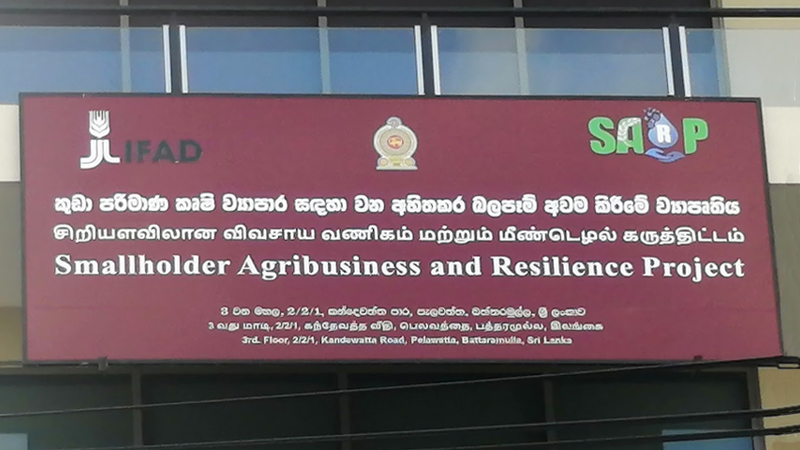 IFAD
SARP
කුඩා පරිමාණ කෘෂි ව්‍යාපාර සඳහා වන අහිතකර බලපෑම් අවම කිරීමේ ව්‍යාපෘතිය
சிறியளவிலான விவசாய வணிகம் மற்றும் மீண்டெழல் கருத்திட்டம்
Smallholder Agribusiness and Resilience Project
3 වන මහල, 2/2/1, කන්දෙවත්ත පාර, පැලවත්ත, බත්තරමුල්ල, ශ්‍රී ලංකාව
3 வது மாடி, 2/2/1, கந்தேவத்த வீதி, பெலவத்தை, பத்தரமுல்ல, இலங்கை
3rd. Floor, 2/2/1, Kandewatta Road, Pelawatta, Battaramulla, Sri Lanka